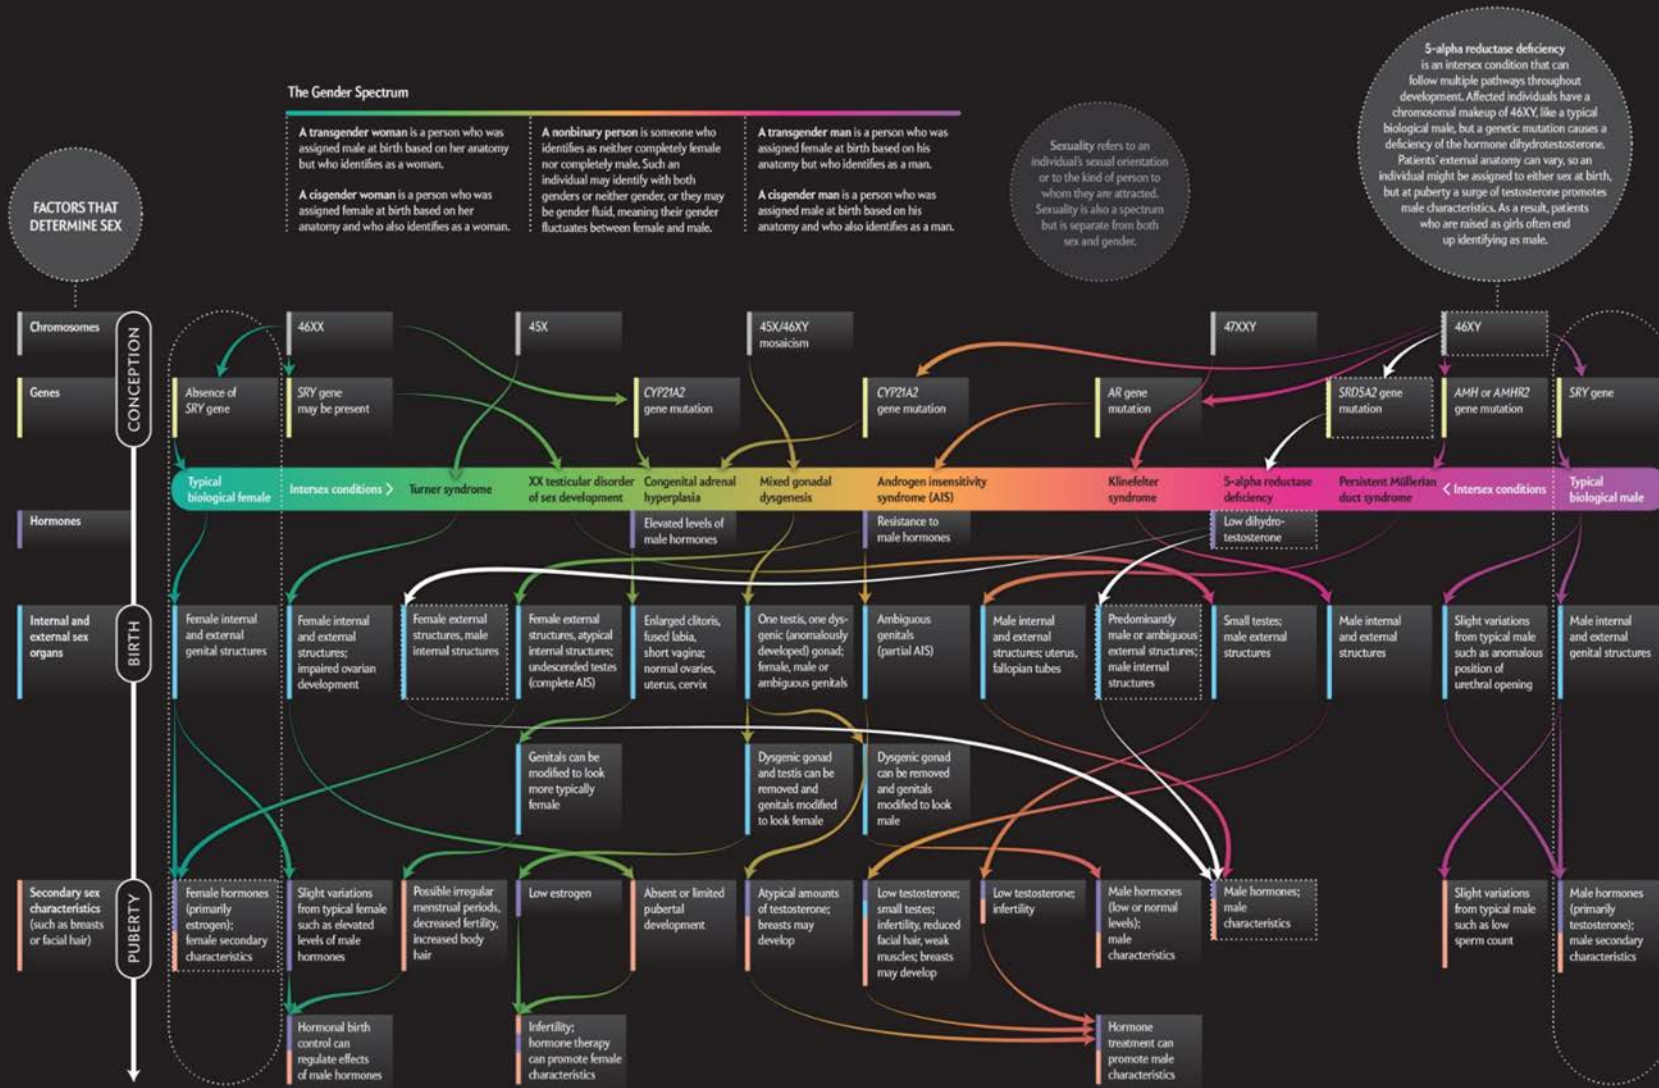 The Gender Spectrum
A transgender woman is a person who was
assigned male at birth based on her anatomy
but who identifies as a woman.
A cisgender woman is a person who was
assigned female at birth based on her
anatomy and who also identifies as a woman.
A nonbinary person is someone who
identifies as neither completely female
nor completely male. Such an
individual may identify with both
genders or neither gender, or they may
be gender fluid, meaning their gender
fluctuates between female and male.
A transgender man is a person who was
assigned female at birth based on his
anatomy but who identifies as a man.
A cisgender man is a person who was
assigned male at birth based on his
anatomy and who also identifies as a man.
Sexuality refers to an
individual's sexual orientation
or to the kind of person to
whom they are attracted.
Sexuality is also a spectrum
but is separate from both
sex and gender.
5-alpha reductase deficiency
is an intersex condition that can
follow multiple pathways throughout
development. Affected individuals have a
chromosomal makeup of 46XY, like a typical
biological male, but a genetic mutation causes a
deficiency of the hormone dihydrotestosterone.
Patients' external anatomy can vary, so an
individual might be assigned to either sex at birth,
but at puberty a surge of testosterone promotes
male characteristics. As a result, patients
who are raised as girls often end
up identifying as male.
FACTORS THAT
DETERMINE SEX
CONCEPTION
Chromosomes
46XX
45X
45X/46XY
mosaicism
47XXY
46XY
Genes
Absence of
SRY gene
SRY gene
may be present
CYP21A2
gene mutation
CYP21A2
gene mutation
AR gene
mutation
SRD5A2 gene
mutation
AMH or AMHR2
gene mutation
SRY gene
Typical
biological female
Intersex conditions >
Turner syndrome
XX testicular disorder
of sex development
Congenital adrenal
hyperplasia
Mixed gonadal
dysgenesis
Androgen insensitivity
syndrome (AIS)
Klinefelter
syndrome
5-alpha reductase
deficiency
Persistent Müllerian
duct syndrome
< Intersex conditions
Typical
biological male
Hormones
Elevated levels of
male hormones
Resistance to
male hormones
Low dihydro-
testosterone
BIRTH
Internal and
external sex
organs
Female internal
and external
genital structures
Female internal
and external
structures;
impaired ovarian
development
Female external
structures, male
internal structures
Female external
structures, atypical
internal structures;
undescended testes
(complete AIS)
Enlarged clitoris,
fused labia,
short vagina;
normal ovaries,
uterus, cervix
One testis, one dys-
genic (anomalously
developed) gonad;
female, male or
ambiguous genitals
Ambiguous
genitals
(partial AIS)
Male internal
and external
structures; uterus,
fallopian tubes
Predominantly
male or ambiguous
external structures;
male internal
structures
Small testes;
male external
structures
Male internal
and external
structures
Slight variations
from typical male
such as anomalous
position of
urethral opening
Male internal
and external
genital structures
Genitals can be
modified to look
more typically
female
Dysgenic gonad
and testis can be
removed and
genitals modified
to look female
Dysgenic gonad
can be removed
and genitals
modified to look
male
PUBERTY
Secondary sex
characteristics
(such as breasts
or facial hair)
Female hormones
(primarily
estrogen);
female secondary
characteristics
Slight variations
from typical female
such as elevated
levels of male
hormones
Possible irregular
menstrual periods,
decreased fertility,
increased body
hair
Low estrogen
Absent or limited
pubertal
development
Atypical amounts
of testosterone;
breasts may
develop
Low testosterone;
small testes;
infertility, reduced
facial hair, weak
muscles; breasts
may develop
Low testosterone;
infertility
Male hormones
(low or normal
levels);
male
characteristics
Male hormones;
male
characteristics
Slight variations
from typical male
such as low
sperm count
Male hormones
(primarily
testosterone);
male secondary
characteristics
Hormonal birth
control can
regulate effects
of male hormones
Infertility;
hormone therapy
can promote female
characteristics
Hormone
treatment can
promote male
characteristics